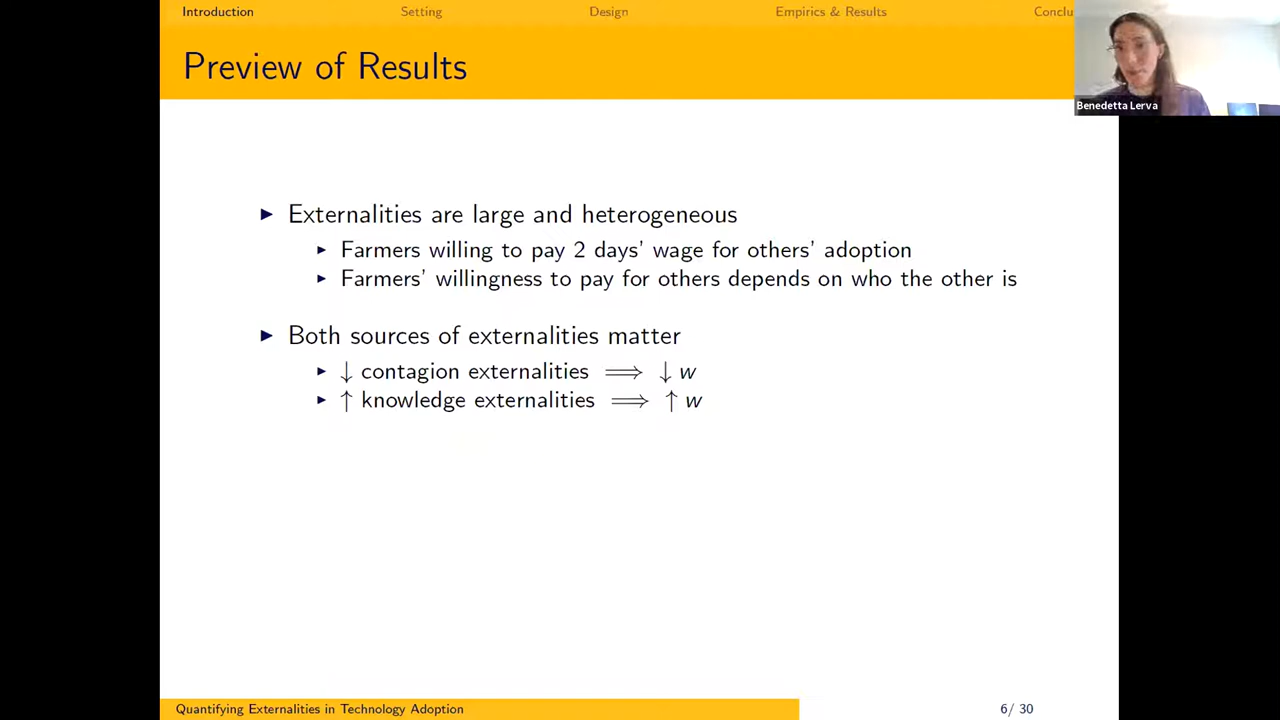 Introduction Setting Design Empirics & Results Conclu
Preview of Results
Benedetta Lerva
► Externalities are large and heterogeneous
► Farmers willing to pay 2 days' wage for others' adoption
► Farmers' willingness to pay for others depends on who the other is
► Both sources of externalities matter
► ↓ contagion externalities ⟹ ↓ w
► ↑ knowledge externalities ⟹ ↑ w
Quantifying Externalities in Technology Adoption 6/ 30